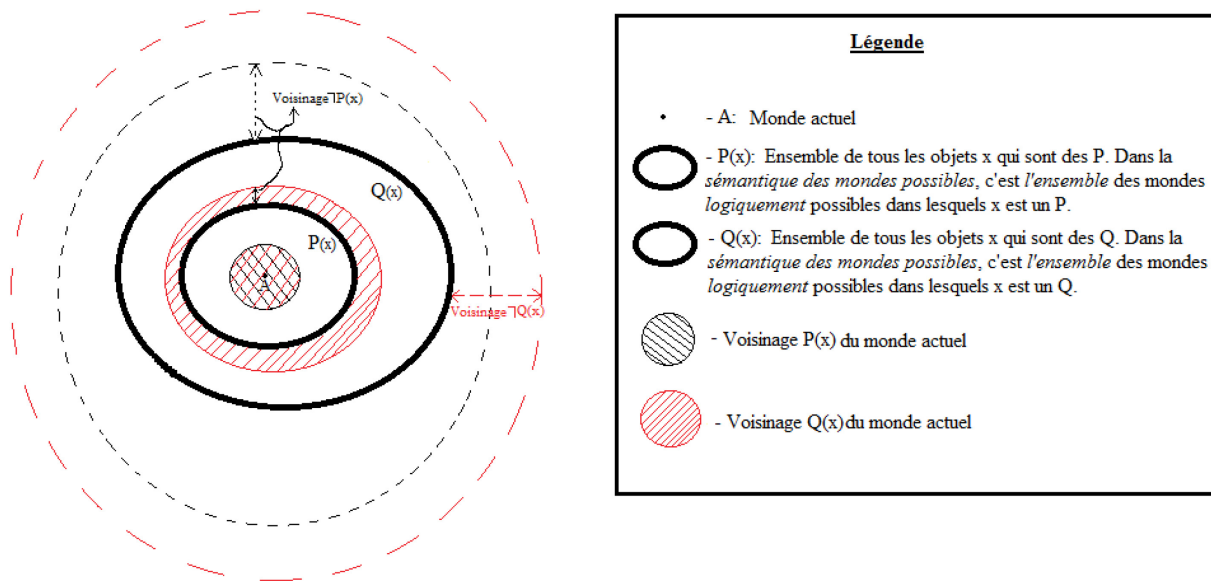 Voisinage ⅂P(x)
Q(x)
P(x)
A
Voisinage ⅂Q(x)
Légende
- A: Monde actuel
- P(x): Ensemble de tous les objets x qui sont des P. Dans la
sémantique des mondes possibles, c'est l'ensemble des mondes
logiquement possibles dans lesquels x est un P.
- Q(x): Ensemble de tous les objets x qui sont des Q. Dans la
sémantique des mondes possibles, c'est l'ensemble des mondes
logiquement possibles dans lesquels x est un Q.
- Voisinage P(x) du monde actuel
- Voisinage Q(x) du monde actuel